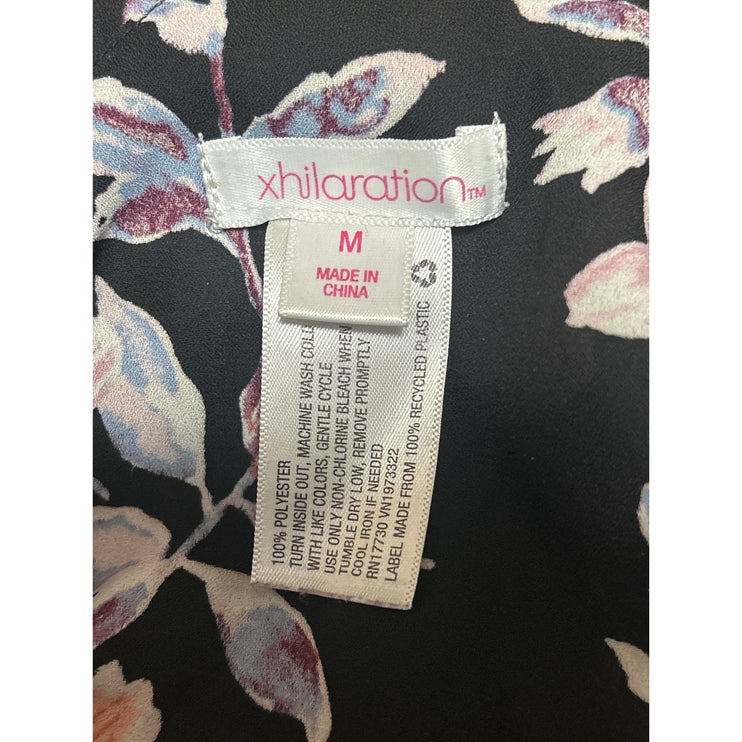 xhilaration™
M
MADE IN
CHINA
100% POLYESTER
TURN INSIDE OUT, MACHINE WASH
WITH LIKE COLORS, GENTLE CYCLE
USE ONLY NON-CHLORINE BLEACH WHEN
TUMBLE DRY LOW, REMOVE PROMPTLY
COOL IRON IF NEEDED
RN17730 VN1973322
LABEL MADE FROM 100% RECYCLED PLASTIC